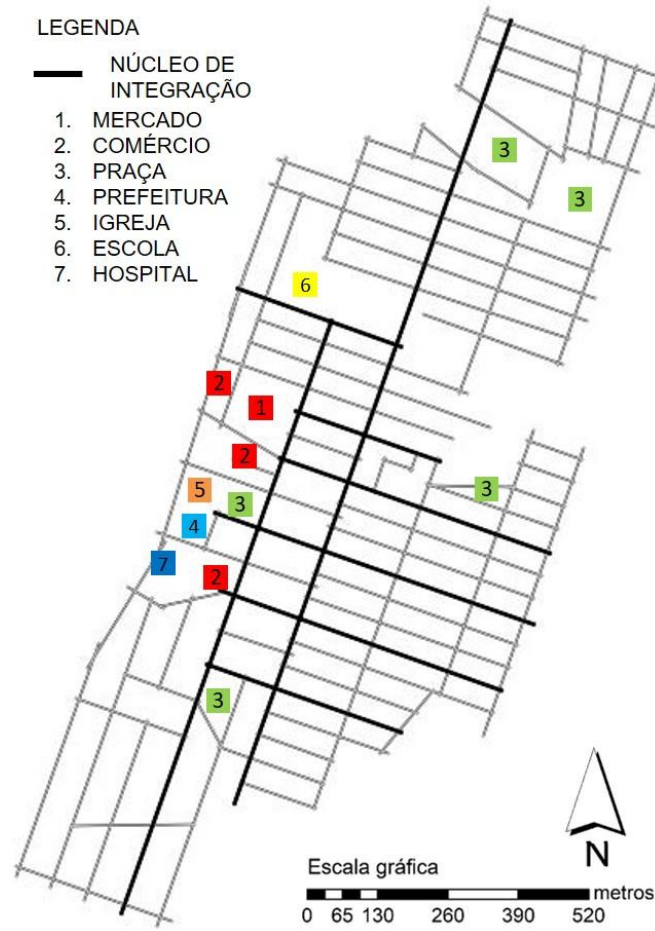 LEGENDA
NÚCLEO DE
INTEGRAÇÃO
1. MERCADO
2. COMÉRCIO
3. PRAÇA
4. PREFEITURA
5. IGREJA
6. ESCOLA
7. HOSPITAL
3
3
6
2
1
2
3
5
3
4
7
2
3
N
Escala gráfica
metros
0 65 130 260 390 520